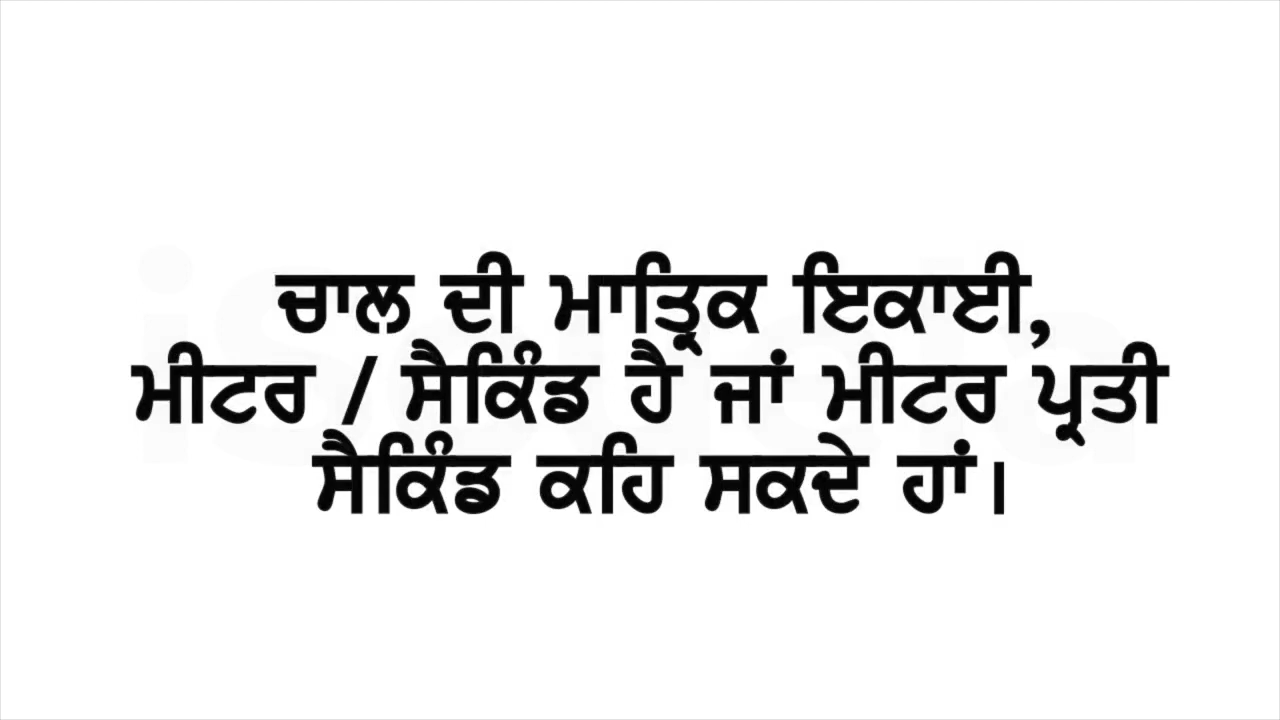 ਚਾਲ ਦੀ ਮਾਤ੍ਰਿਕ ਇਕਾਈ,
ਮੀਟਰ / ਸੈਕਿੰਡ ਹੈ ਜਾਂ ਮੀਟਰ ਪ੍ਰਤੀ
ਸੈਕਿੰਡ ਕਹਿ ਸਕਦੇ ਹਾਂ।